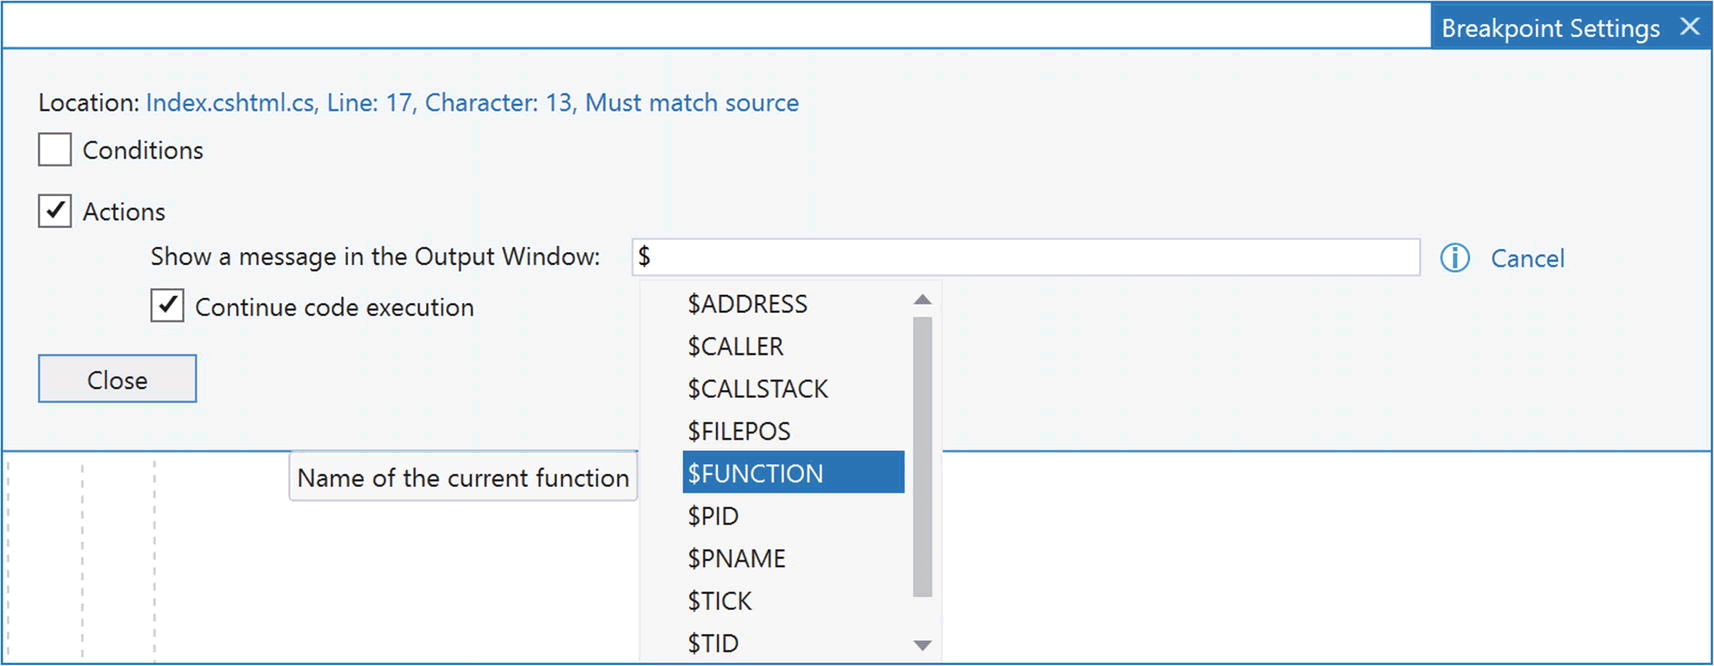 Breakpoint Settings
Location: Index.cshtml.cs, Line: 17, Character: 13, Must match source
Conditions
Actions
Show a message in the Output Window: $ Cancel
Continue code execution
Close
$ADDRESS
$CALLER
$CALLSTACK
$FILEPOS
$FUNCTION
Name of the current function
$PID
$PNAME
$TICK
$TID